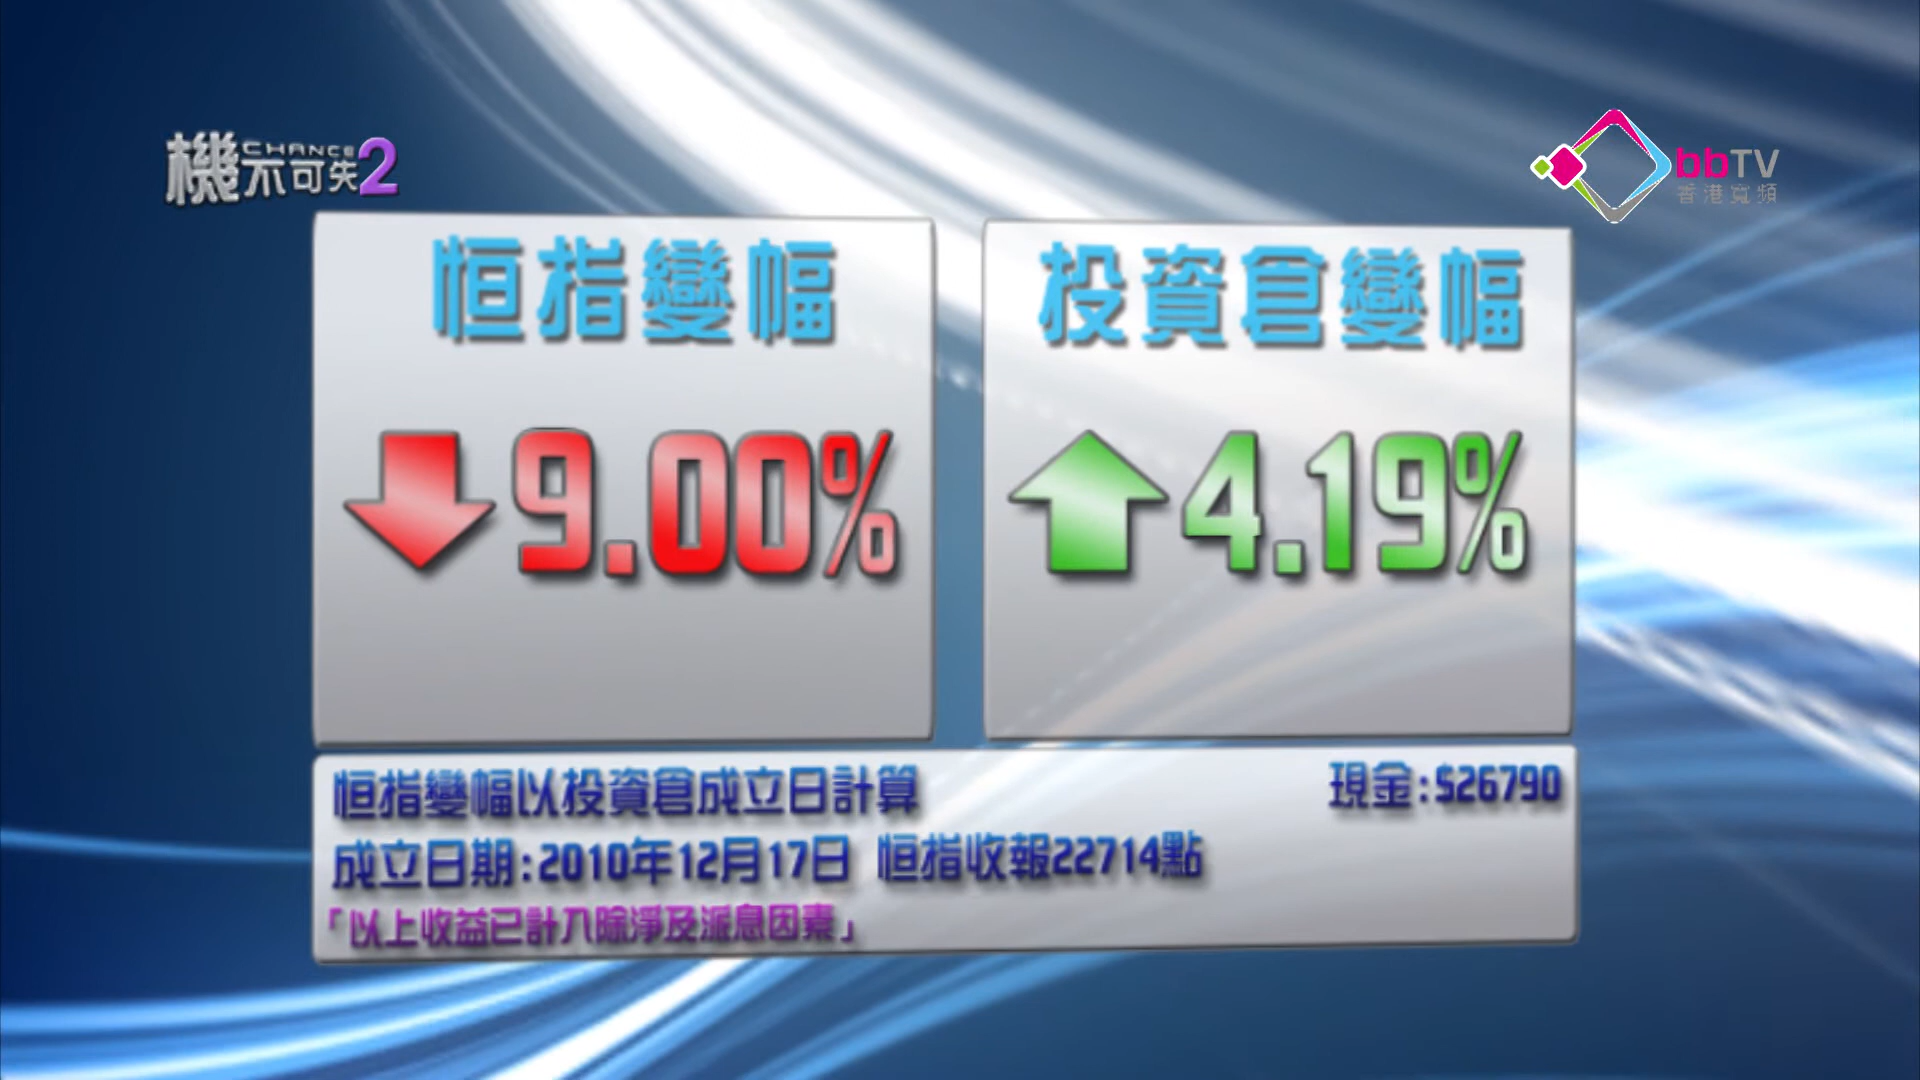 機不可失2
CHANCE
bbTV
香港寬頻
恒指變幅
投資倉變幅
9.00%
4.19%
恒指變幅以投資倉成立日計算
現金:$26790
成立日期:2010年12月17日 恒指收報22714點
「以上收益已計入除淨及派息因素」